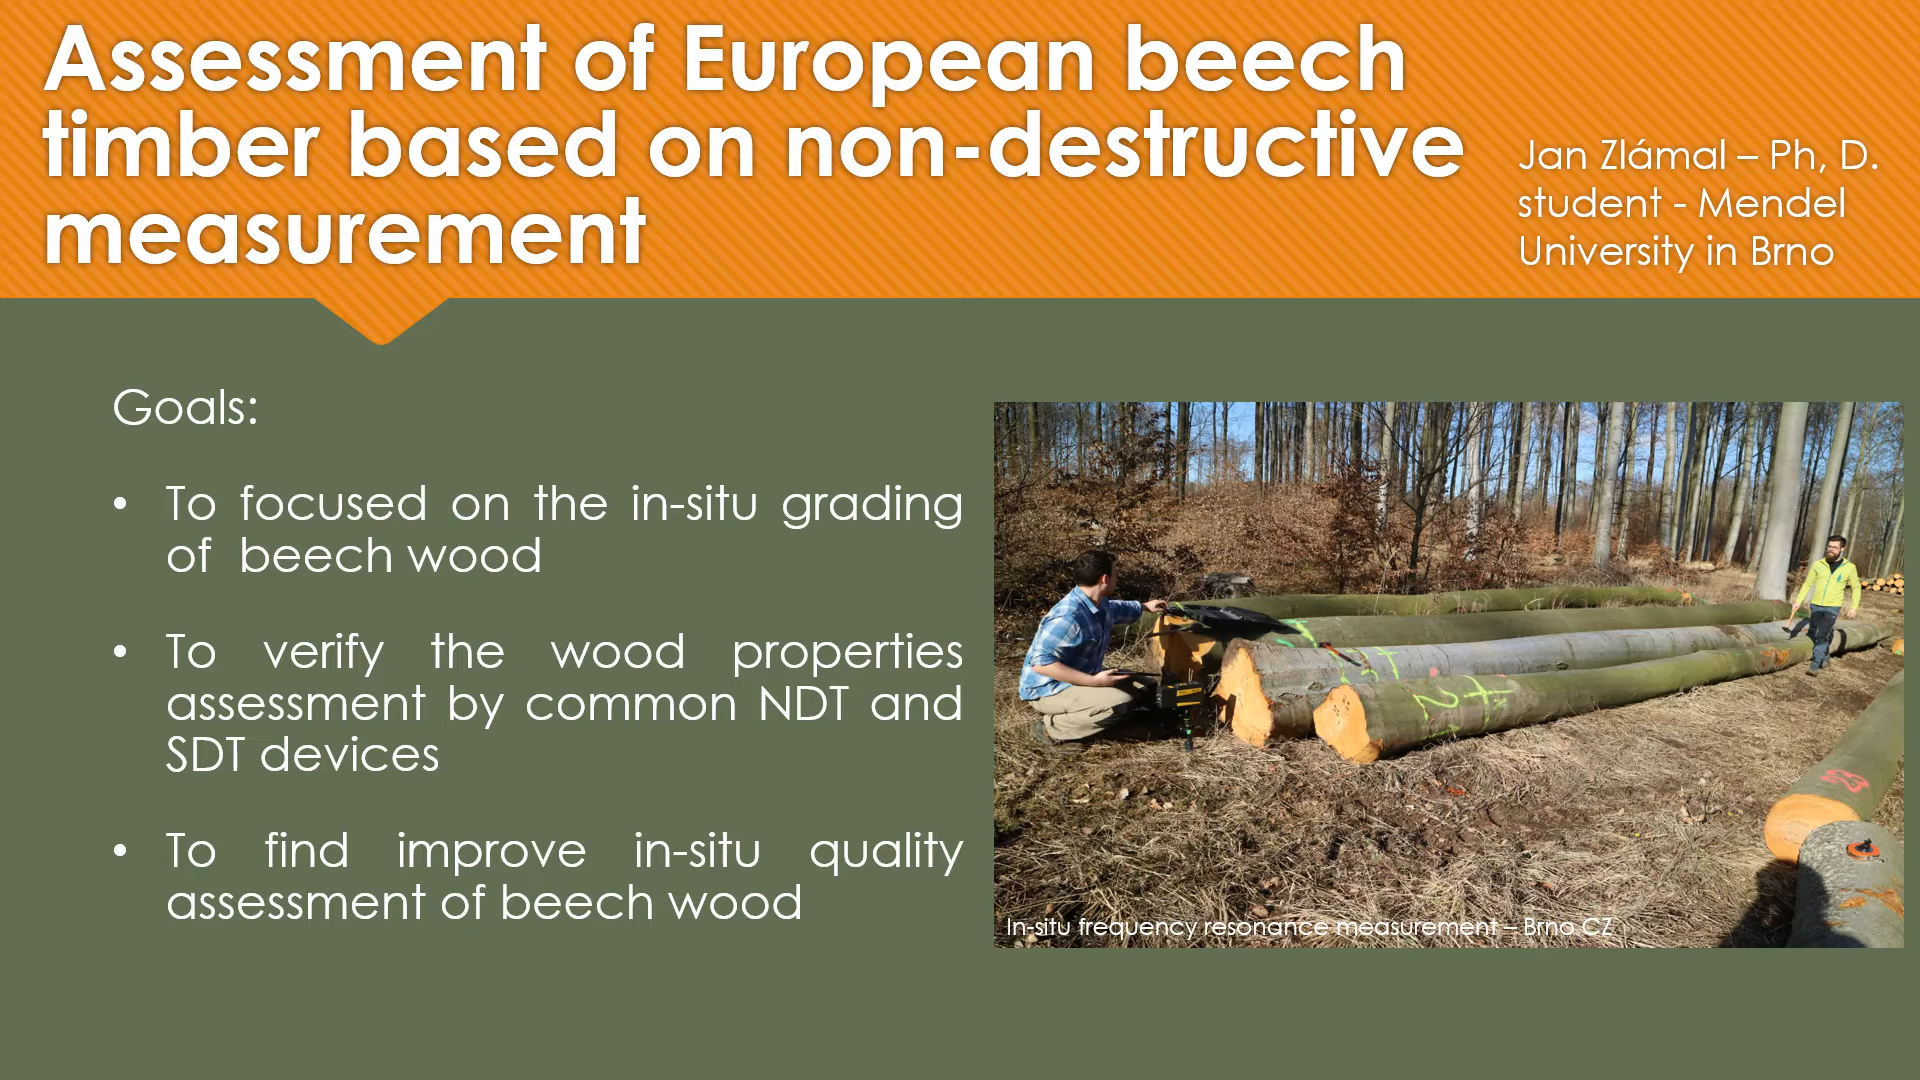 Assessment of European beech
timber based on non-destructive
measurement
Jan Zlámal – Ph, D.
student - Mendel
University in Brno
Goals:
• To focused on the in-situ grading
of beech wood
• To verify the wood properties
assessment by common NDT and
SDT devices
• To find improve in-situ quality
assessment of beech wood
In-situ frequency resonance measurement – Brno CZ